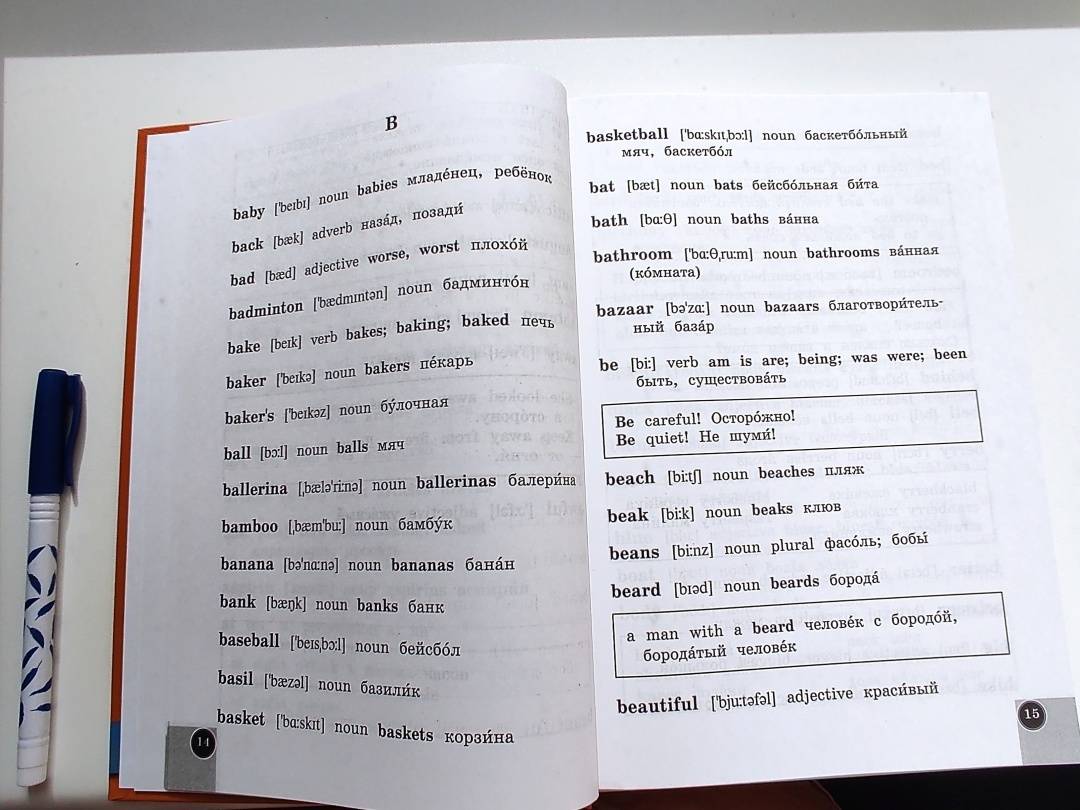 B
baby ['beɪbɪ] noun babies младе́нец, ребёнок
back [bæk] adverb наза́д, позади́
bad [bæd] adjective worse, worst плохо́й
badminton ['bædmɪntən] noun бадминто́н
bake [beɪk] verb bakes; baking; baked печь
baker ['beɪkə] noun bakers пе́карь
baker's ['beɪkəz] noun бу́лочная
ball [bɔ:l] noun balls мяч
ballerina [ˌbælə'ri:nə] noun ballerinas балери́на
bamboo [ˌbæm'bu:] noun бамбу́к
banana [bə'nɑ:nə] noun bananas бана́н
bank [bæŋk] noun banks банк
baseball ['beɪsˌbɔ:l] noun бейсбо́л
basil ['bæzəl] noun базили́к
basket ['bɑ:skɪt] noun baskets корзи́на
14
basketball ['bɑ:skɪtˌbɔ:l] noun баскетбо́льный
мяч, баскетбо́л
bat [bæt] noun bats бейсбо́льная би́та
bath [bɑ:θ] noun baths ва́нна
bathroom ['bɑ:θˌru:m] noun bathrooms ва́нная
(ко́мната)
bazaar [bə'zɑ:] noun bazaars благотвори́тель-
ный база́р
be [bi:] verb am is are; being; was were; been
быть, существова́ть
Be careful! Осторо́жно!
Be quiet! Не шуми́!
beach [bi:tʃ] noun beaches пляж
beak [bi:k] noun beaks клюв
beans [bi:nz] noun plural фасо́ль; бобы́
beard [bɪəd] noun beards борода́
a man with a beard челове́к с бородо́й,
борода́тый челове́к
beautiful ['bju:təfəl] adjective краси́вый
15